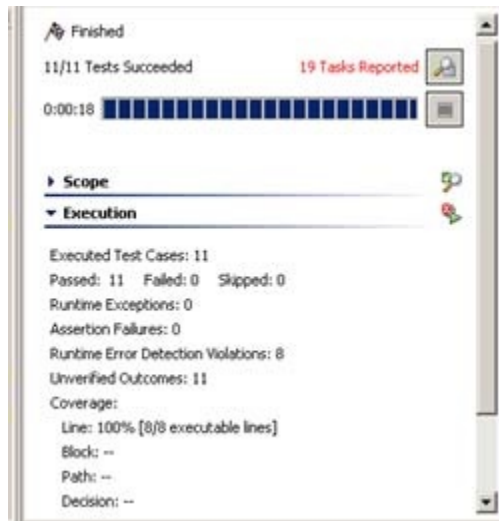 Finished
11/11 Tests Succeeded 19 Tasks Reported
0:00:18
Scope
Execution
Executed Test Cases: 11
Passed: 11 Failed: 0 Skipped: 0
Runtime Exceptions: 0
Assertion Failures: 0
Runtime Error Detection Violations: 8
Unverified Outcomes: 11
Coverage:
Line: 100% [8/8 executable lines]
Block: --
Path: --
Decision: --